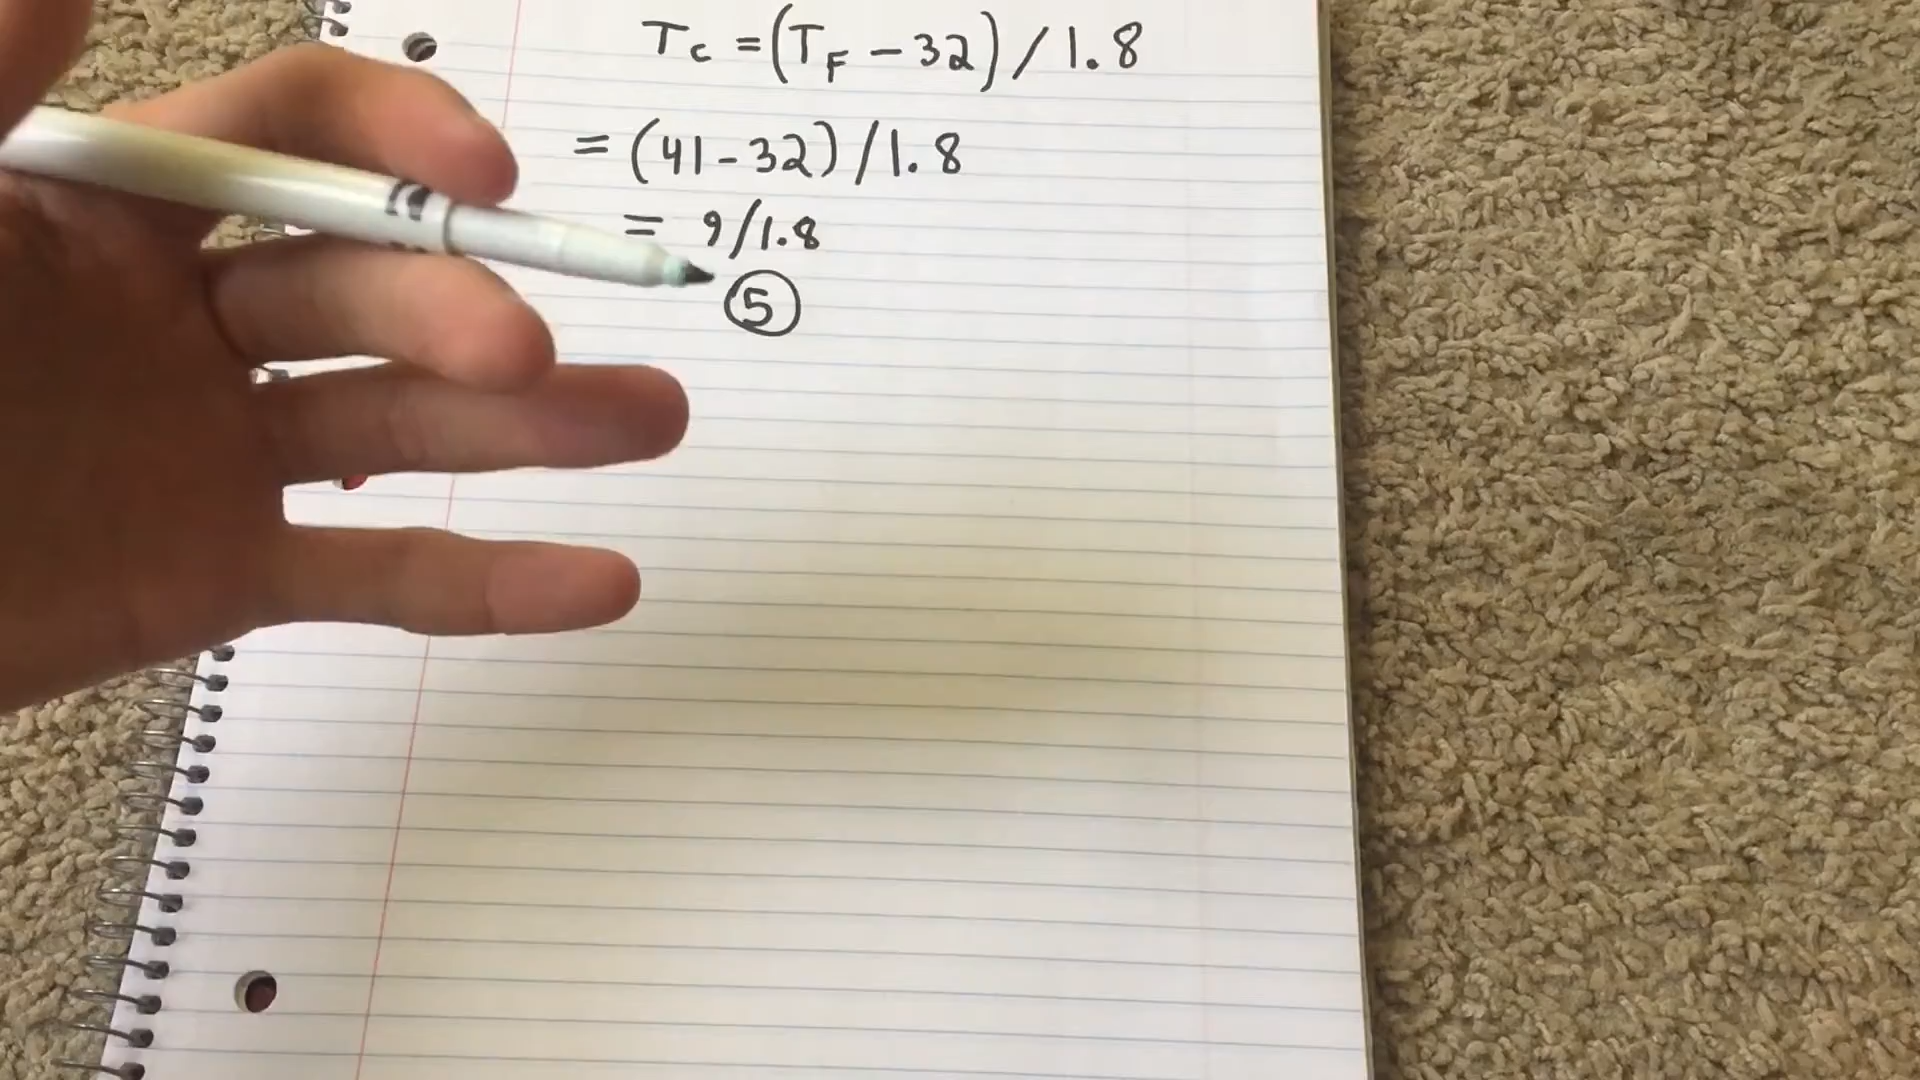 Tc = (TF - 32) / 1.8
= (41 - 32) / 1.8
= 9/1.8
5